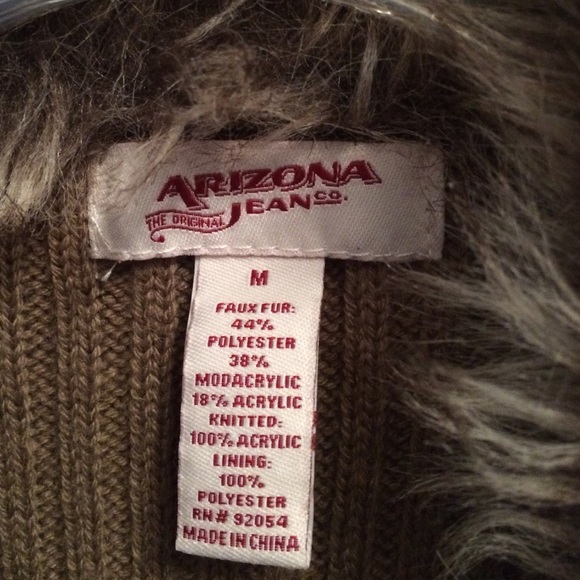 ARIZONA
THE ORIGINAL JEAN CO.
M
FAUX FUR:
44%
POLYESTER
38%
MODACRYLIC
18% ACRYLIC
KNITTED:
100% ACRYLIC
LINING:
100%
POLYESTER
RN# 92054
MADE IN CHINA